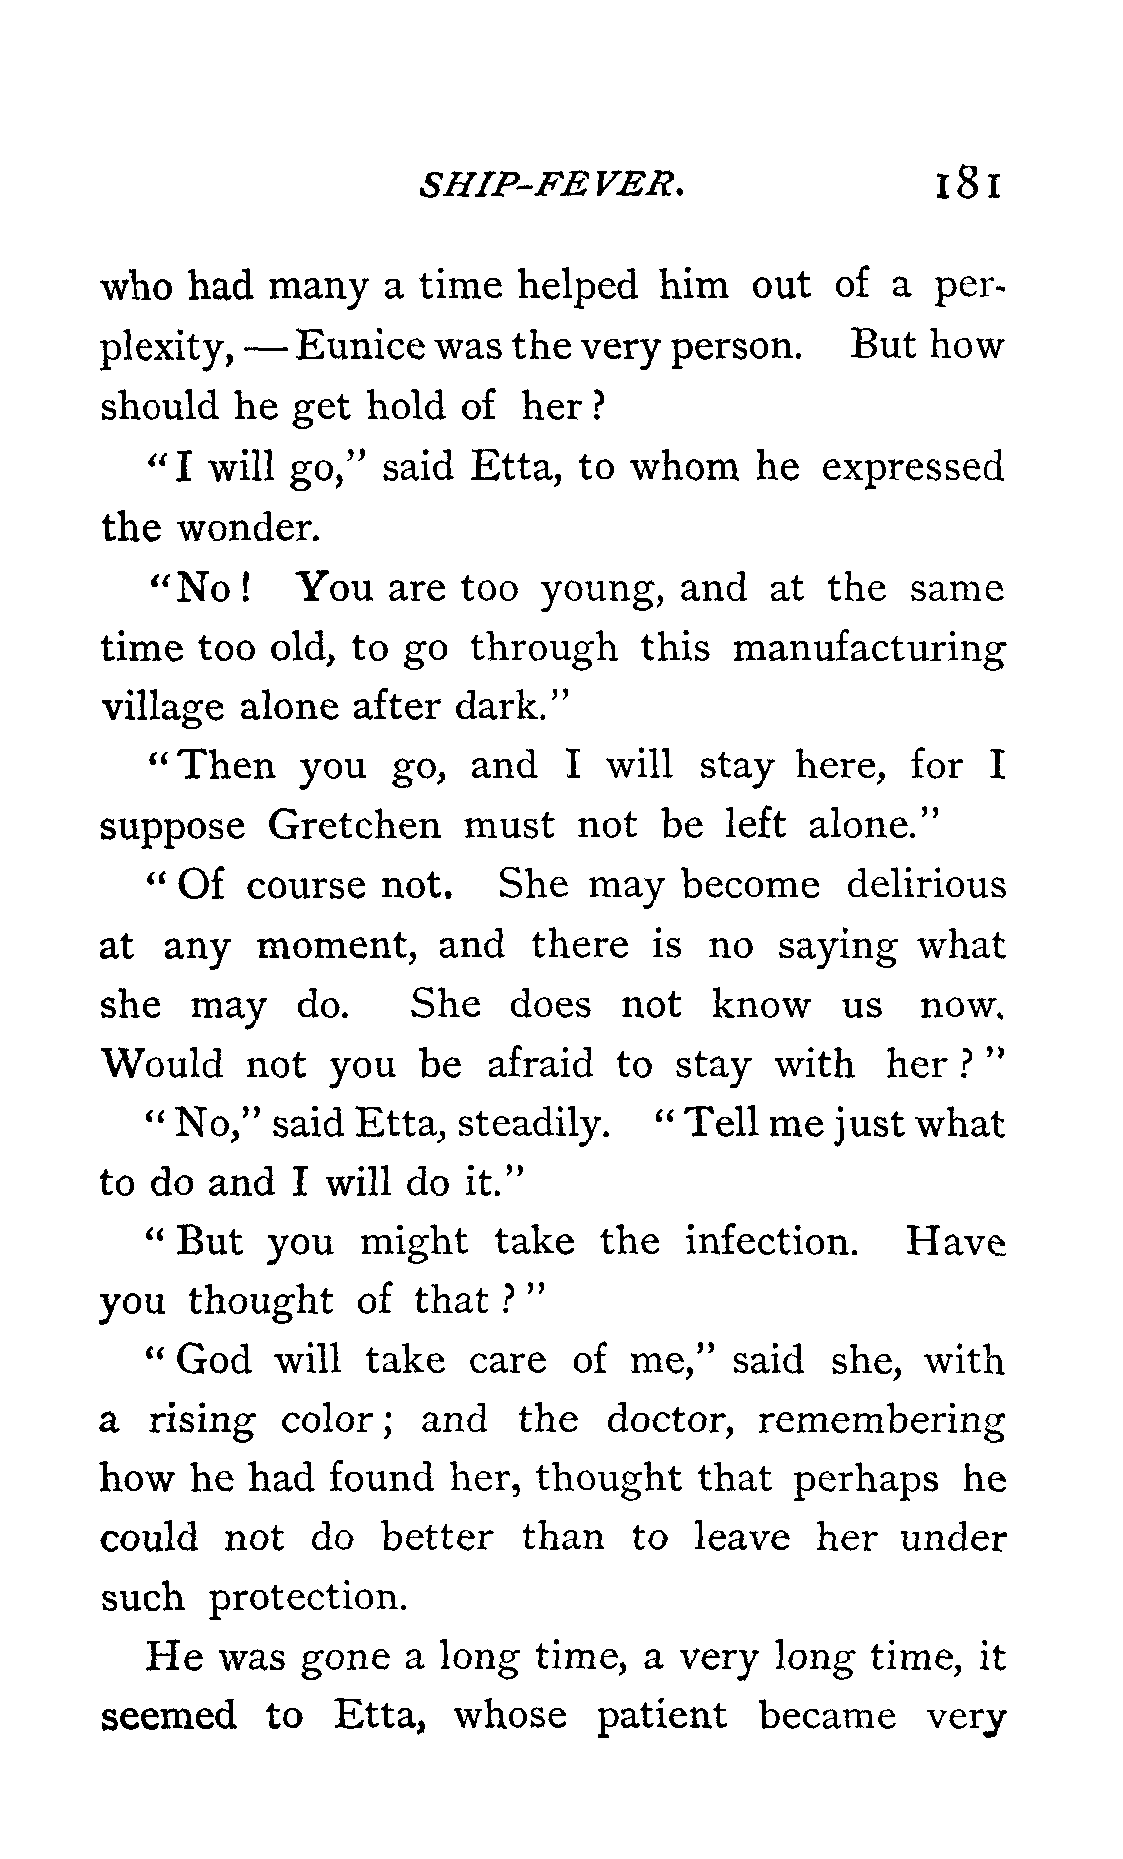 SHIP-FEVER. 181
who had many a time helped him out of a per-
plexity, — Eunice was the very person. But how
should he get hold of her?
"I will go," said Etta, to whom he expressed
the wonder.
"No! You are too young, and at the same
time too old, to go through this manufacturing
village alone after dark."
"Then you go, and I will stay here, for I
suppose Gretchen must not be left alone."
"Of course not. She may become delirious
at any moment, and there is no saying what
she may do. She does not know us now.
Would not you be afraid to stay with her?"
"No," said Etta, steadily. "Tell me just what
to do and I will do it."
"But you might take the infection. Have
you thought of that?"
"God will take care of me," said she, with
a rising color; and the doctor, remembering
how he had found her, thought that perhaps he
could not do better than to leave her under
such protection.
He was gone a long time, a very long time, it
seemed to Etta, whose patient became very